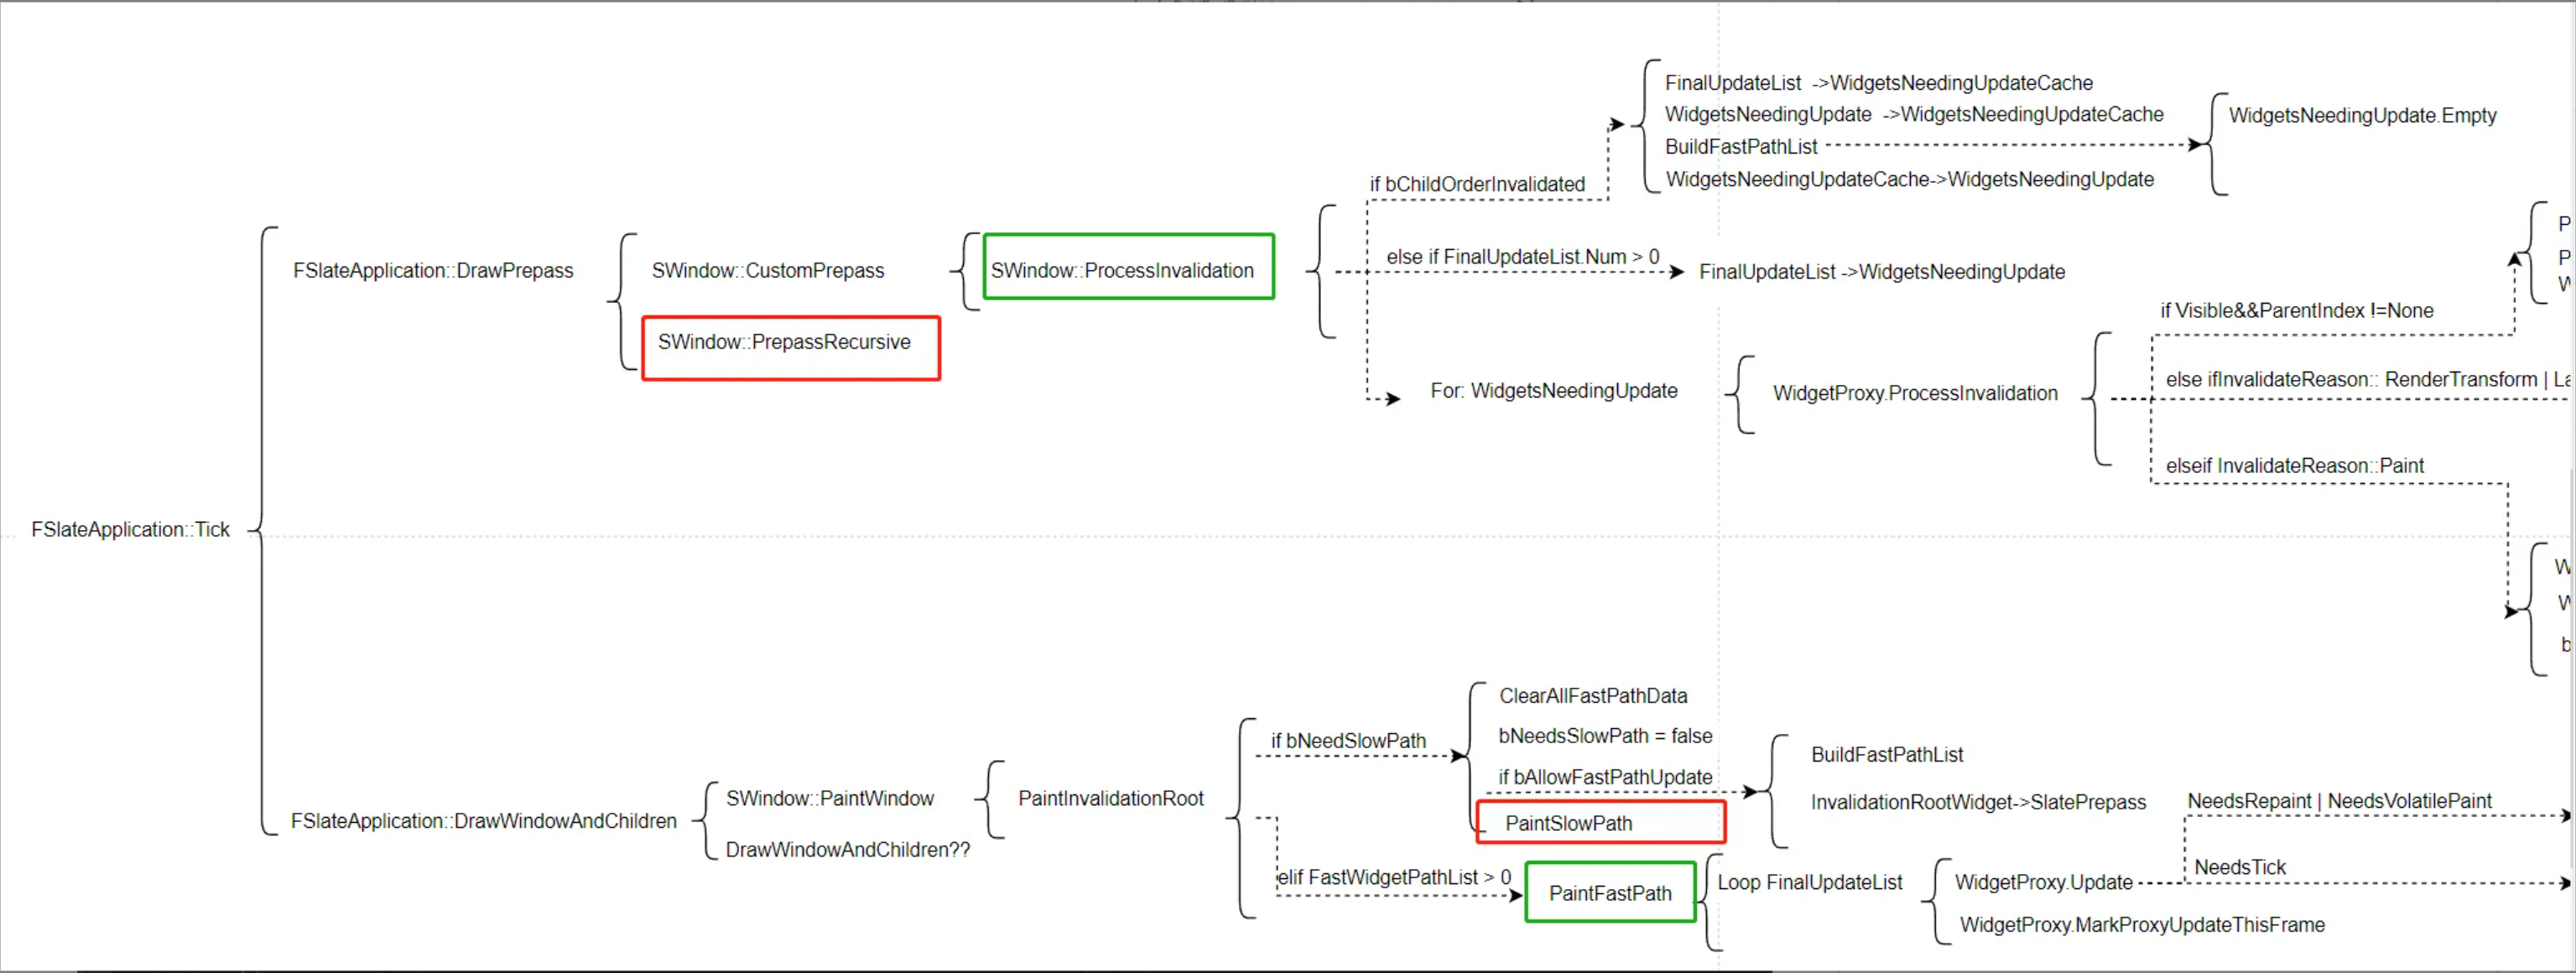 FSlateApplication::Tick
FSlateApplication::DrawPrepass
SWindow::CustomPrepass
SWindow::PrepassRecursive
SWindow::ProcessInvalidation
if bChildOrderInvalidated
FinalUpdateList ->WidgetsNeedingUpdateCache
WidgetsNeedingUpdate ->WidgetsNeedingUpdateCache
BuildFastPathList
WidgetsNeedingUpdateCache->WidgetsNeedingUpdate
WidgetsNeedingUpdate.Empty
else if FinalUpdateList.Num > 0
FinalUpdateList ->WidgetsNeedingUpdate
For: WidgetsNeedingUpdate
WidgetProxy.ProcessInvalidation
if Visible&&ParentIndex !=None
else ifInvalidateReason:: RenderTransform |
elseif InvalidateReason::Paint
FSlateApplication::DrawWindowAndChildren
SWindow::PaintWindow
DrawWindowAndChildren??
PaintInvalidationRoot
if bNeedSlowPath
ClearAllFastPathData
bNeedsSlowPath = false
if bAllowFastPathUpdate
PaintSlowPath
BuildFastPathList
InvalidationRootWidget->SlatePrepass
elif FastWidgetPathList > 0
PaintFastPath
Loop FinalUpdateList
WidgetProxy.Update
WidgetProxy.MarkProxyUpdateThisFrame
NeedsRepaint | NeedsVolatilePaint
NeedsTick